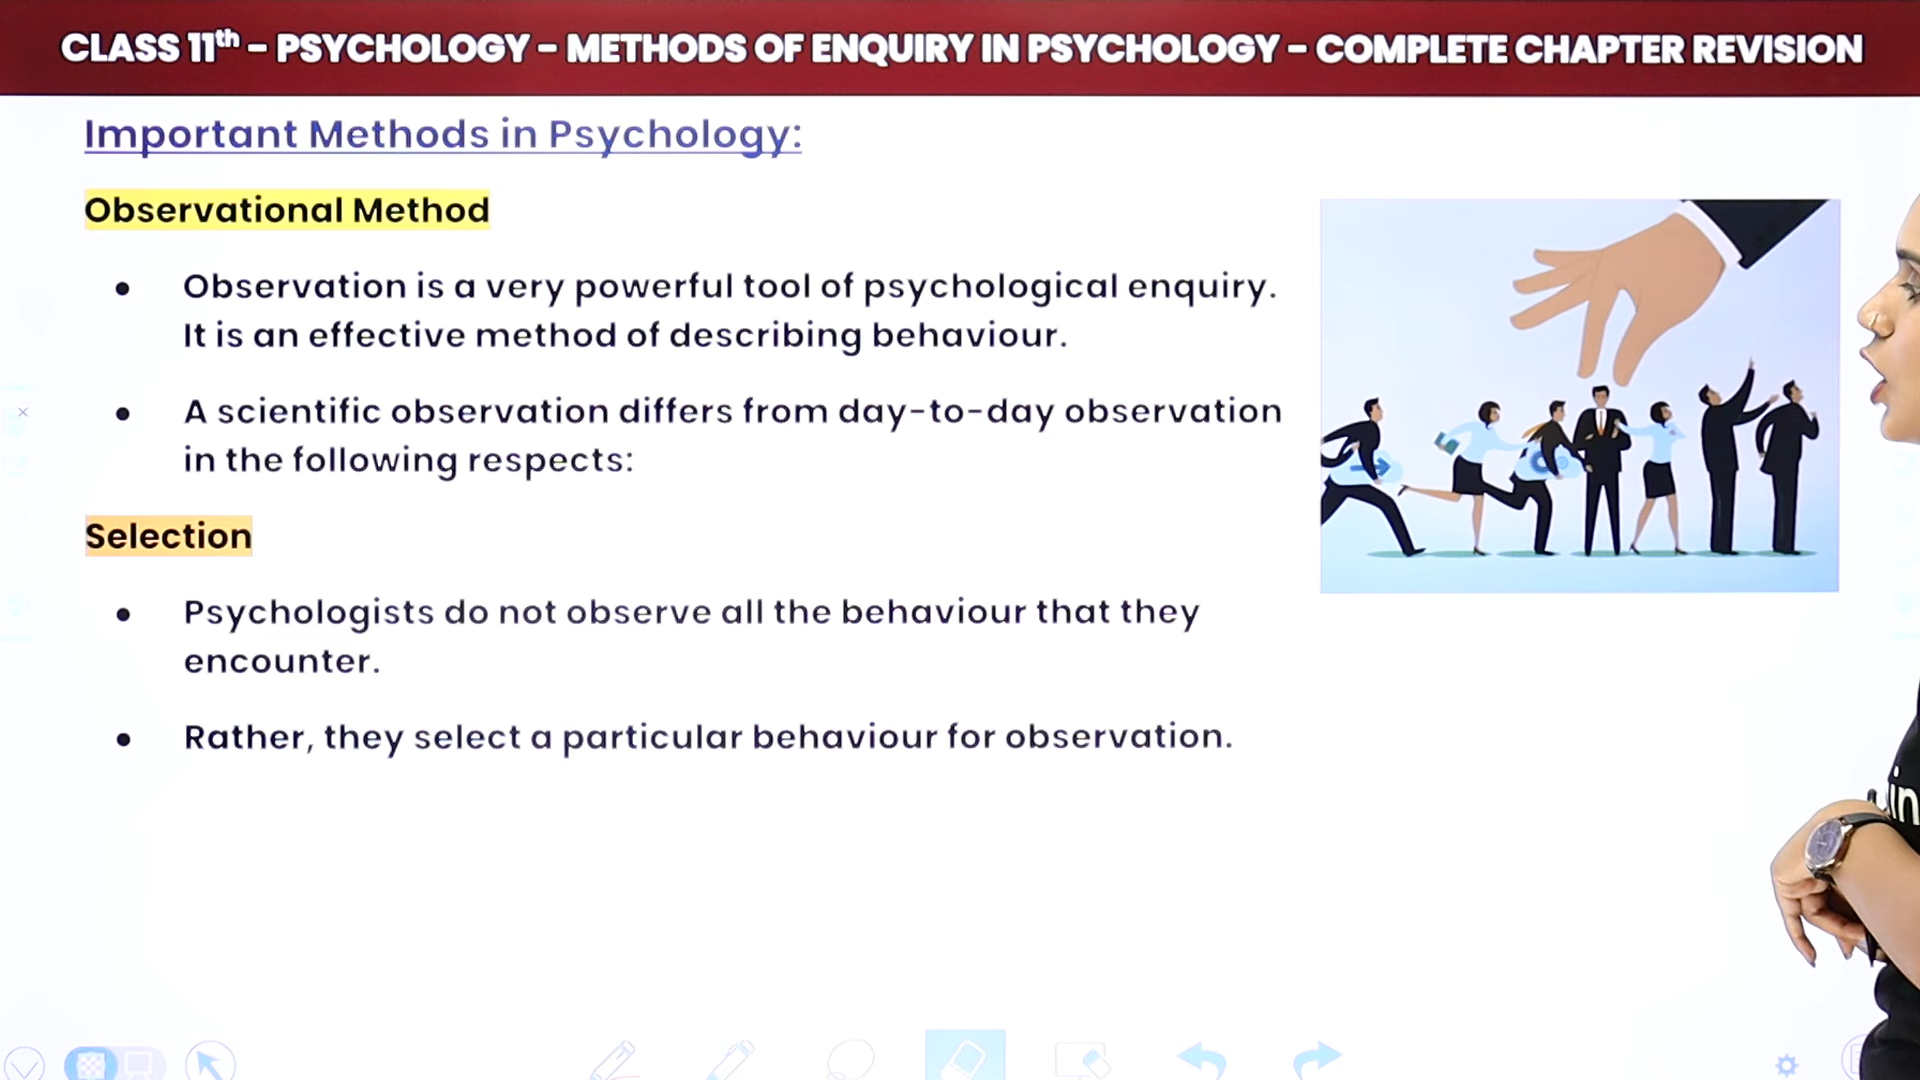 CLASS 11th – PSYCHOLOGY – METHODS OF ENQUIRY IN PSYCHOLOGY – COMPLETE CHAPTER REVISION
Important Methods in Psychology:
Observational Method
● Observation is a very powerful tool of psychological enquiry.
It is an effective method of describing behaviour.
● A scientific observation differs from day-to-day observation
in the following respects:
Selection
● Psychologists do not observe all the behaviour that they
encounter.
● Rather, they select a particular behaviour for observation.
in